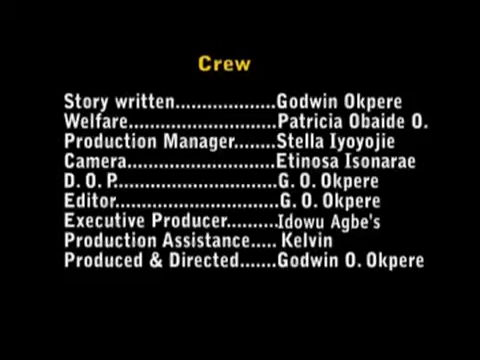 Crew
Story written...................Godwin Okpere
Welfare............................Patricia Obaide O.
Production Manager........Stella Iyoyojie
Camera............................Etinosa Isonarae
D. O. P..............................G. O. Okpere
Editor...............................G. O. Okpere
Executive Producer..........Idowu Agbe's
Production Assistance..... Kelvin
Produced & Directed.......Godwin O. Okpere